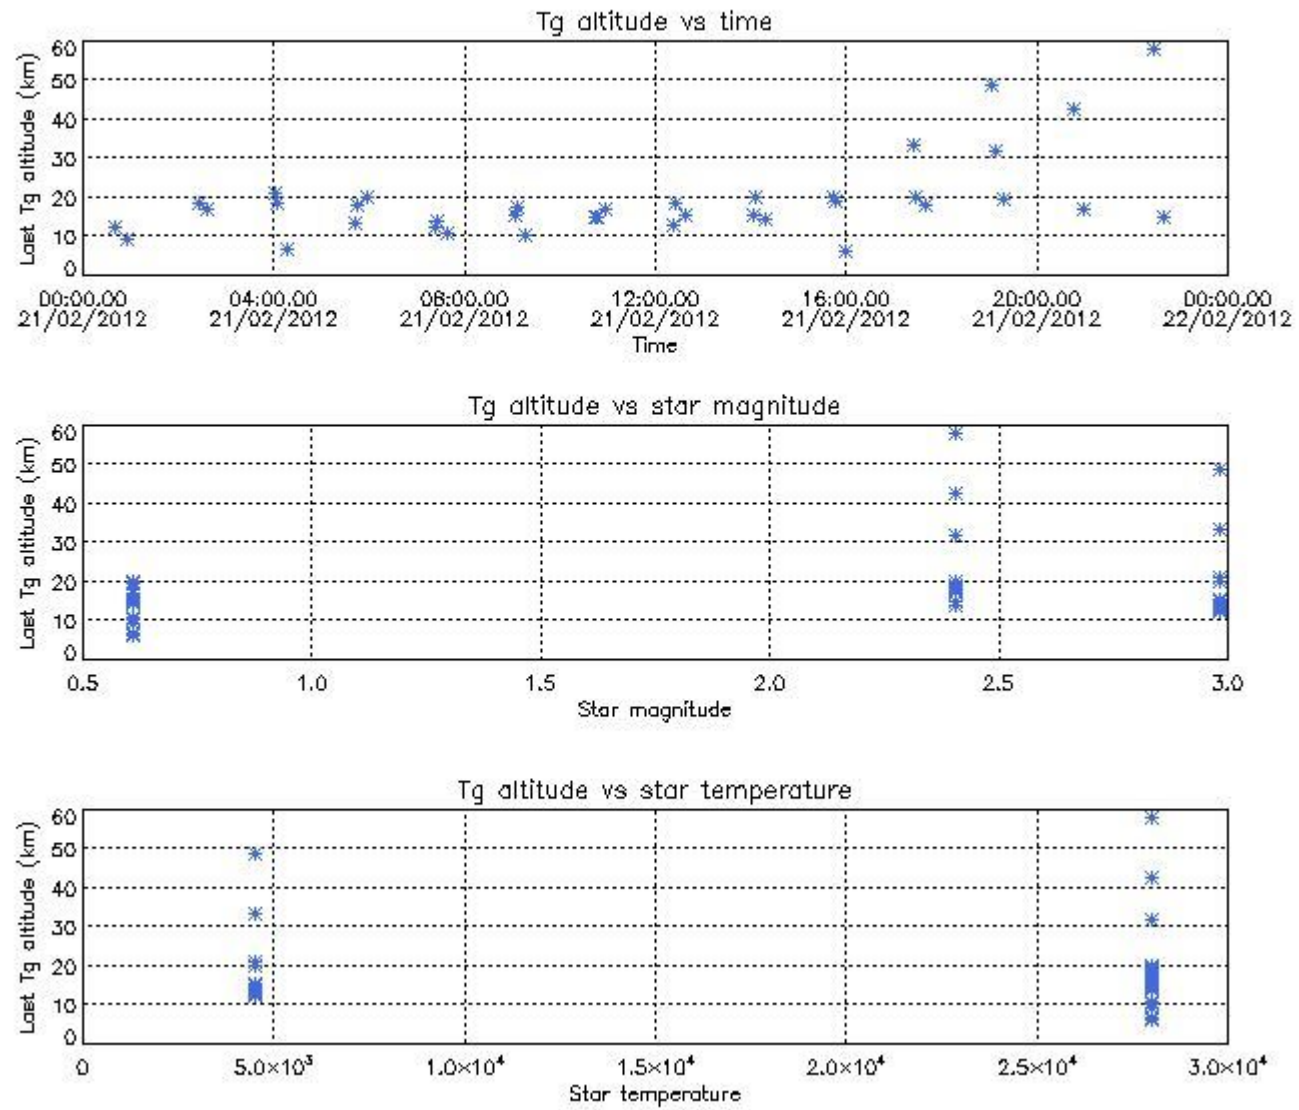 Tg altitude vs time
Last Tg altitude (km)
60
50
40
30
20
10
0
00:00.00 04:00.00 08:00.00 12:00.00 16:00.00 20:00.00 00:00.00
21/02/2012 21/02/2012 21/02/2012 21/02/2012 21/02/2012 21/02/2012 22/02/2012
Time
Tg altitude vs star magnitude
Last Tg altitude (km)
60
50
40
30
20
10
0
0.5 1.0 1.5 2.0 2.5 3.0
Star magnitude
Tg altitude vs star temperature
Last Tg altitude (km)
60
50
40
30
20
10
0
0 5.0×10³ 1.0×10⁴ 1.5×10⁴ 2.0×10⁴ 2.5×10⁴ 3.0×10⁴
Star temperature